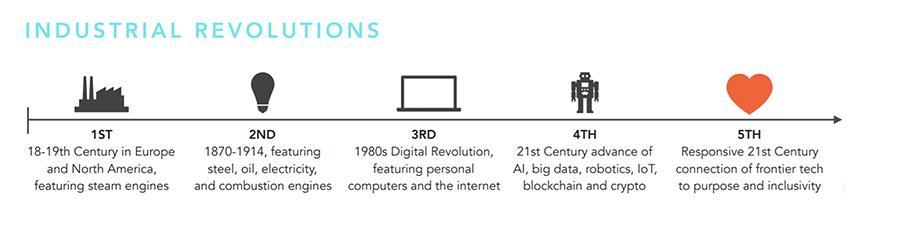 INDUSTRIAL REVOLUTIONS
1ST
18-19th Century in Europe
and North America,
featuring steam engines
2ND
1870-1914, featuring
steel, oil, electricity,
and combustion engines
3RD
1980s Digital Revolution,
featuring personal
computers and the internet
4TH
21st Century advance of
AI, big data, robotics, IoT,
blockchain and crypto
5TH
Responsive 21st Century
connection of frontier tech
to purpose and inclusivity